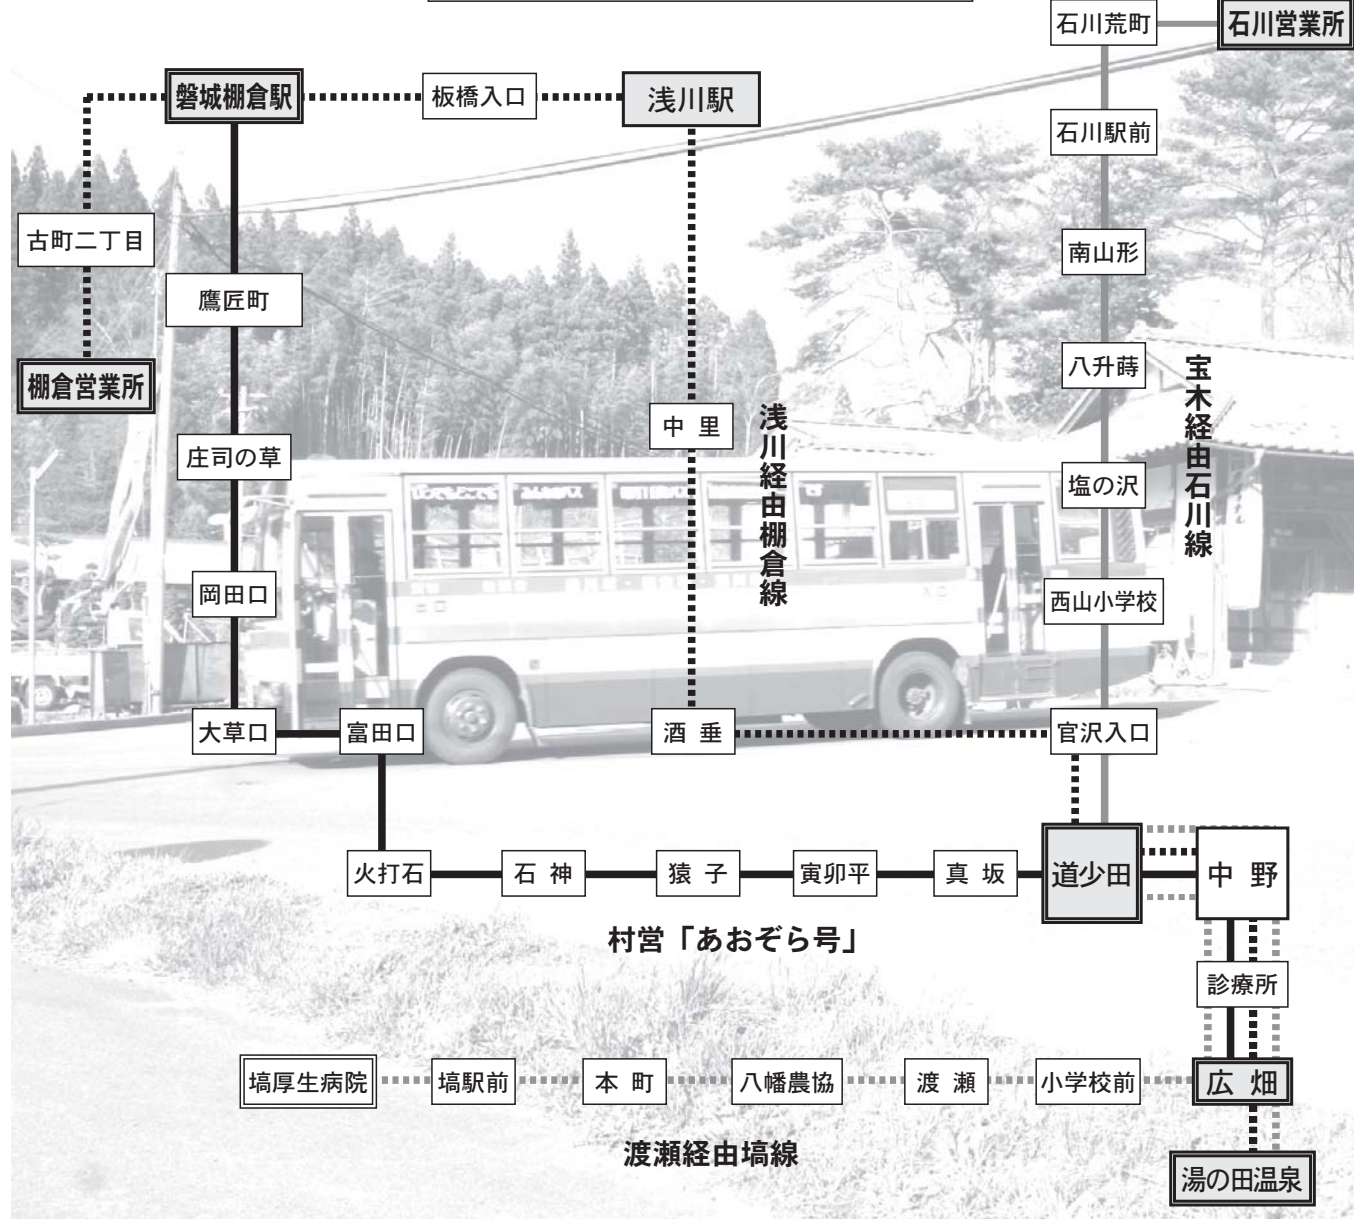 石川荒町
石川営業所
磐城棚倉駅
板橋入口
浅川駅
石川駅前
古町二丁目
南山形
鷹匠町
棚倉営業所
八升蒔
宝木経由石川線
中里
浅川経由棚倉線
庄司の草
塩の沢
岡田口
西山小学校
大草口
富田口
酒垂
官沢入口
火打石
石神
猿子
寅卯平
真坂
道少田
中野
村営「あおぞら号」
診療所
塙厚生病院
塙駅前
本町
八幡農協
渡瀬
小学校前
広畑
渡瀬経由塙線
湯の田温泉